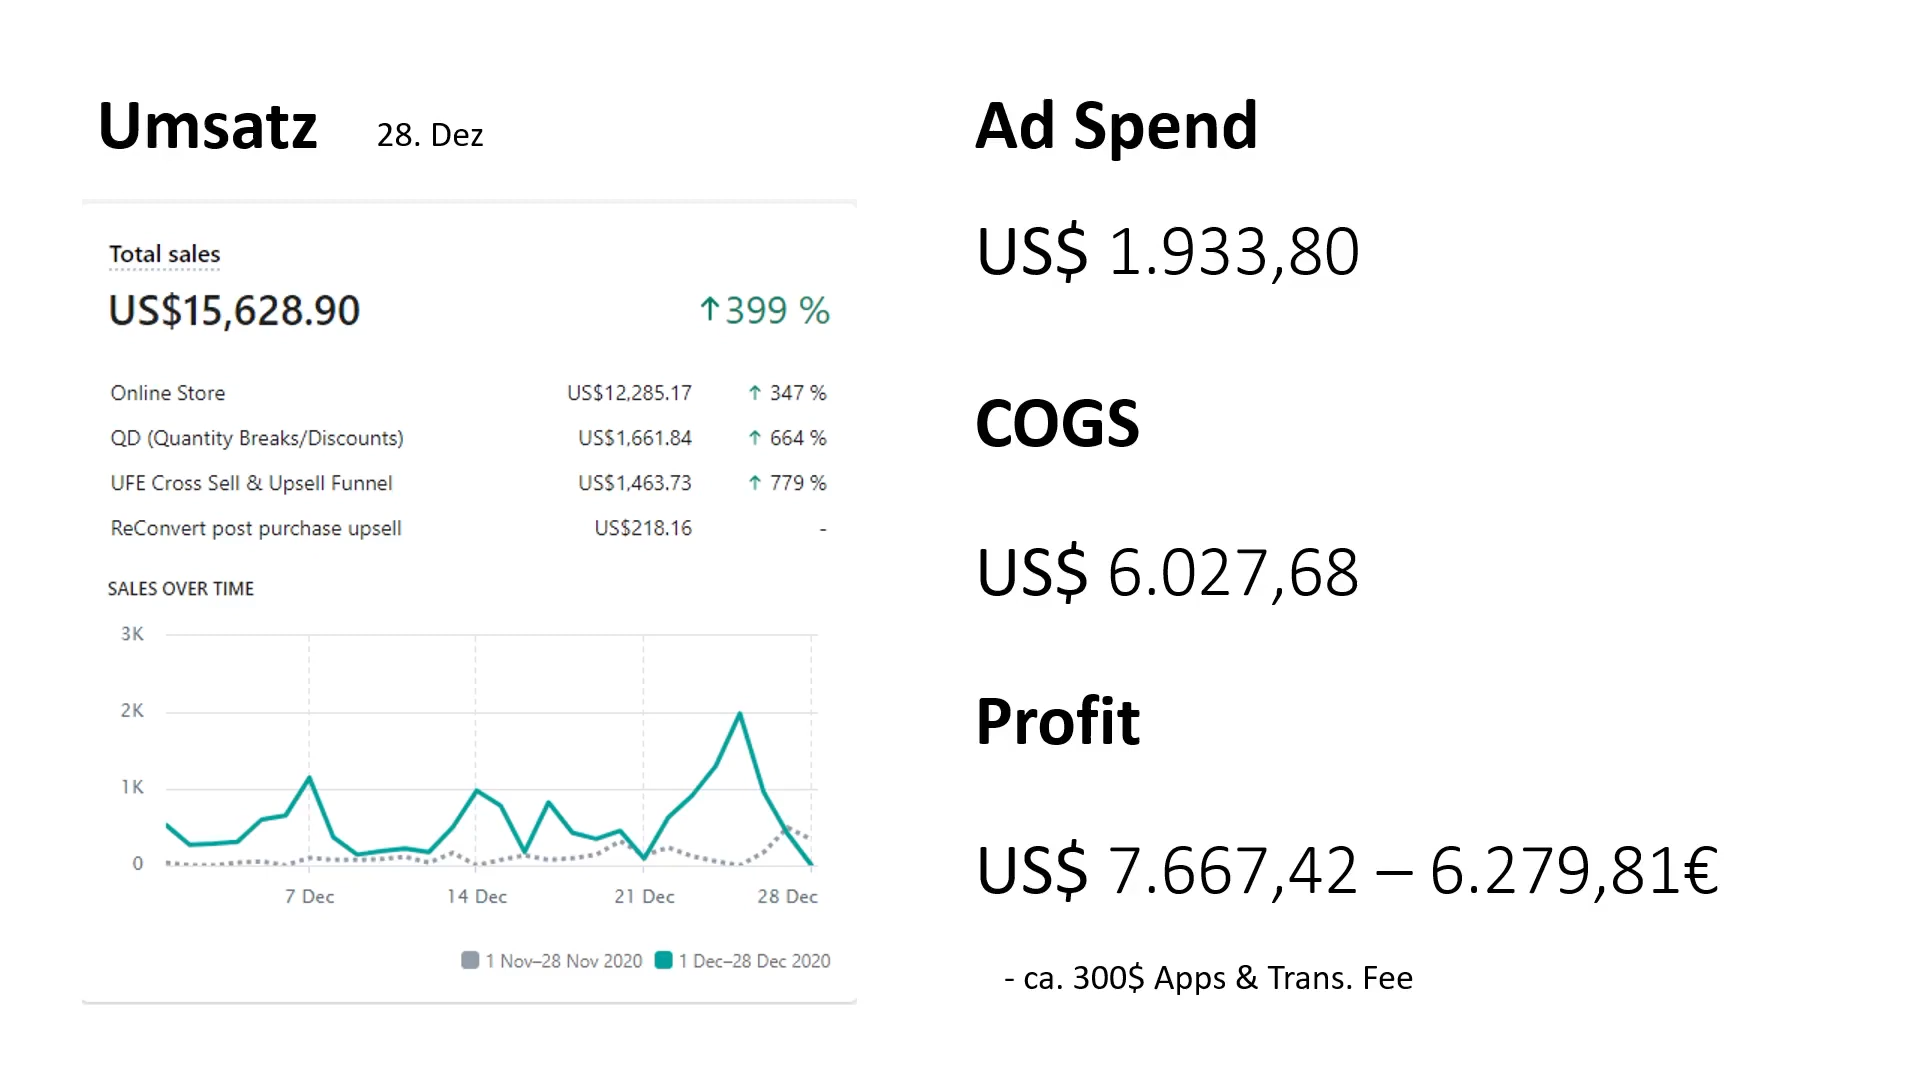 Umsatz 28. Dez
Total sales
US$15,628.90 ↑399 %
Online Store US$12,285.17 ↑ 347 %
QD (Quantity Breaks/Discounts) US$1,661.84 ↑ 664 %
UFE Cross Sell & Upsell Funnel US$1,463.73 ↑ 779 %
ReConvert post purchase upsell US$218.16 -
SALES OVER TIME
3K
2K
1K
0
7 Dec 14 Dec 21 Dec 28 Dec
1 Nov–28 Nov 2020 1 Dec–28 Dec 2020
Ad Spend
US$ 1.933,80
COGS
US$ 6.027,68
Profit
US$ 7.667,42 – 6.279,81€
- ca. 300$ Apps & Trans. Fee